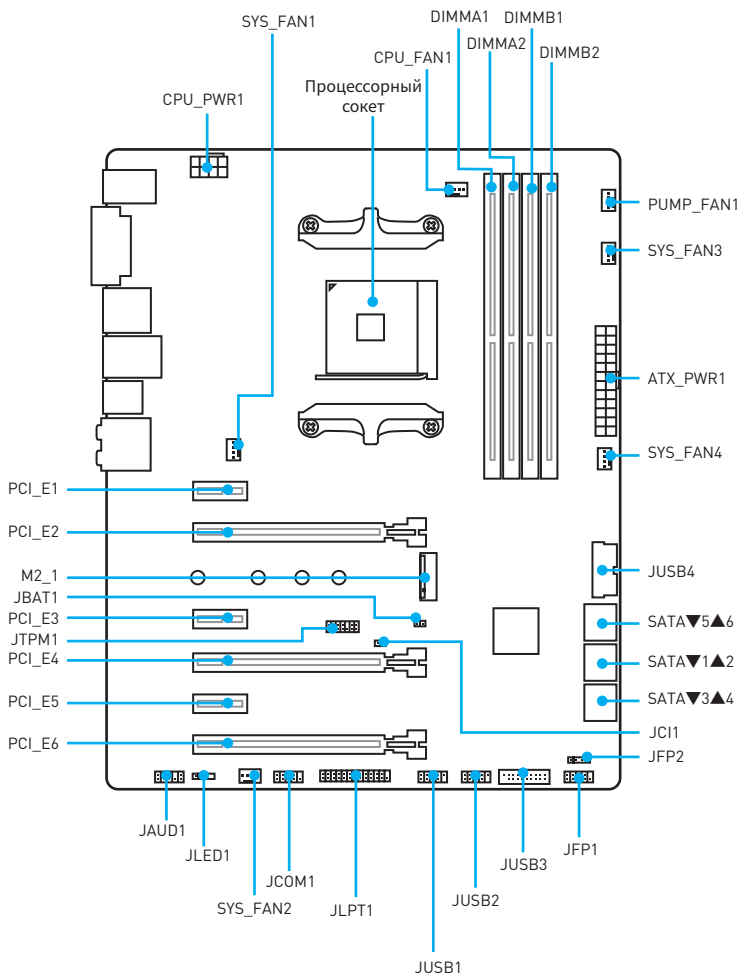 SYS_FAN1
DIMMA1
DIMMB1
DIMMA2
CPU_FAN1
DIMMB2
Процессорный
сокет
CPU_PWR1
PUMP_FAN1
SYS_FAN3
ATX_PWR1
SYS_FAN4
PCI_E1
PCI_E2
M2_1
JUSB4
JBAT1
PCI_E3
SATA▼5▲6
JTPM1
PCI_E4
SATA▼1▲2
PCI_E5
SATA▼3▲4
JCI1
PCI_E6
JFP2
JAUD1
JLED1
JUSB3
JFP1
JCOM1
SYS_FAN2
JLPT1
JUSB2
JUSB1